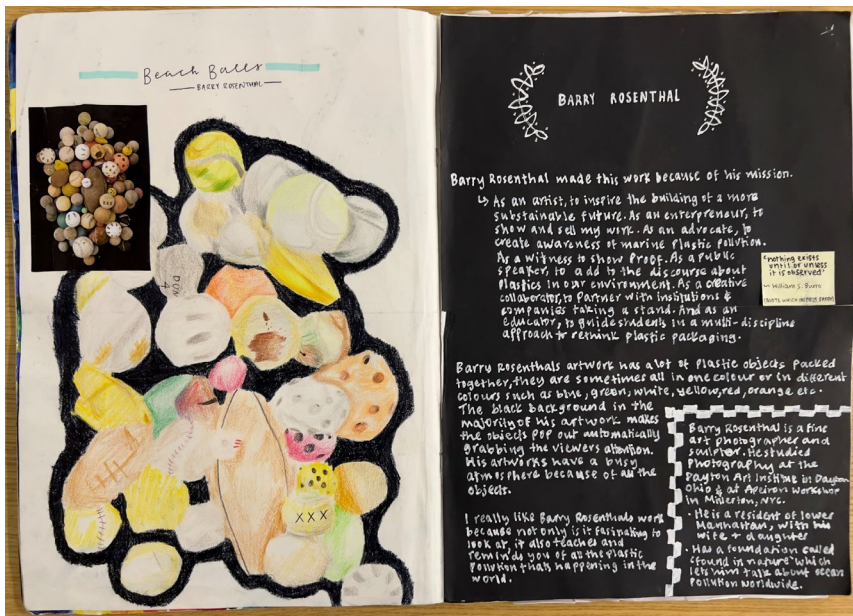 Beach Balls
BARRY ROSENTHAL
DUN
4
XXX
BARRY ROSENTHAL
Barry Rosenthal made this work because of his mission.
↳ As an artist, to inspire the building of a more
substainable future. As an enterpreneur, to
show and sell my work. As an advocate, to
create awareness of marine Plastic pollution.
As a witness to show Proof. As a public
speaker, to add to the discourse about
Plastics in our environment. As a creative
collaborator, to Partner with institutions &
companies taking a stand. And as an
educator, to guide students in a multi-discipline
approach to rethink plastic packaging.
"nothing exists
until or unless
it is observed"
~ William S. Burro
Barry Rosenthals artwork has a lot of Plastic objects packed
together, they are sometimes all in one colour or in different
colours such as blue, green, white, yellow, red, orange etc.
The black background in the
majority of his artwork makes
the objects pop out automatically
grabbing the viewers attention.
His artworks have a busy
atmosphere because of all the
objects.
I really like Barry Rosenthals work
because not only is it fasinating to
look at, it also teaches and
reminds you of all the plastic
Pollution thats happening in the
world.
Barry Rosenthal is a fine
art photographer and
sculptor. He studied
Photography at the
Dayton Art Institute in Dayton
Ohio & at Apeiron Workshop
in Millerton, NYC.
• He is a resident of lower
Manhattan, with his
wife + daughter
• Has a foundation called
"found in nature" which
lets him talk about ocean
Pollution worldwide.